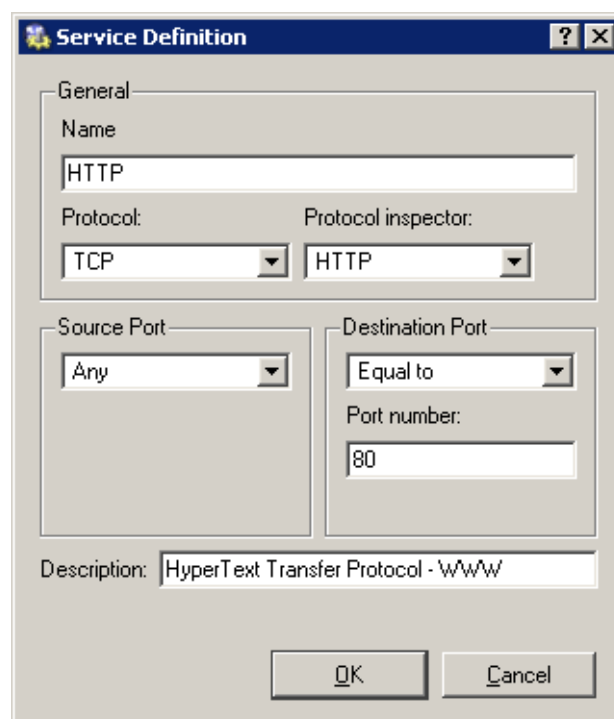 Service Definition
General
Name
HTTP
Protocol: Protocol inspector:
TCP HTTP
Source Port Destination Port
Any Equal to
Port number:
80
Description: HyperText Transfer Protocol - WWW
OK Cancel